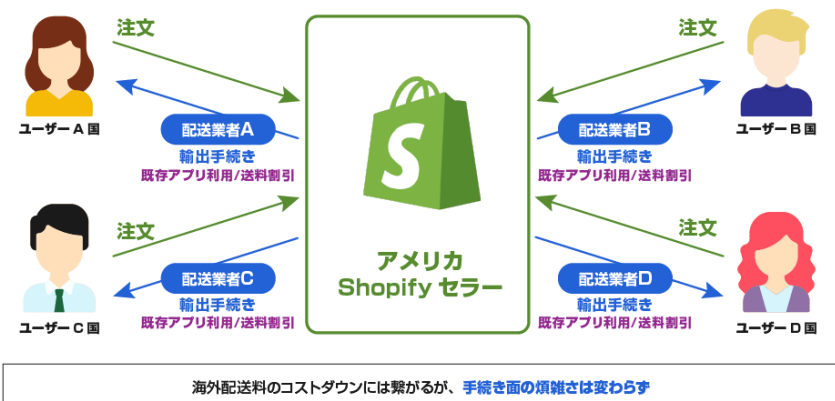 注文
注文
配送業者A
配送業者B
ユーザー A 国
ユーザー B 国
輸出手続き
輸出手続き
既存アプリ利用/送料割引
既存アプリ利用/送料割引
S
注文
注文
アメリカ
Shopify セラー
配送業者C
配送業者D
輸出手続き
輸出手続き
ユーザー C 国
既存アプリ利用/送料割引
既存アプリ利用/送料割引
ユーザー D 国
海外配送料のコストダウンには繋がるが、手続き面の煩雑さは変わらず